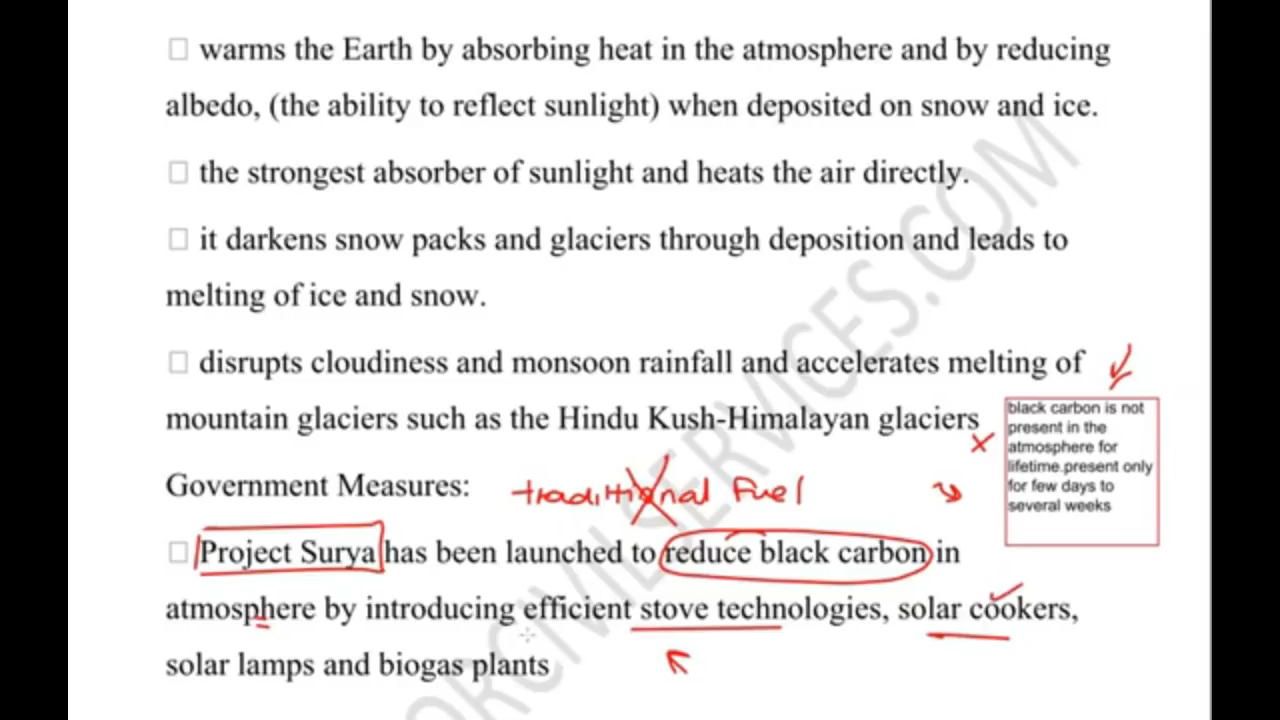 ☐ warms the Earth by absorbing heat in the atmosphere and by reducing
albedo, (the ability to reflect sunlight) when deposited on snow and ice.
☐ the strongest absorber of sunlight and heats the air directly.
☐ it darkens snow packs and glaciers through deposition and leads to
melting of ice and snow.
☐ disrupts cloudiness and monsoon rainfall and accelerates melting of
mountain glaciers such as the Hindu Kush-Himalayan glaciers
black carbon is not
present in the
atmosphere for
lifetime.present only
for few days to
several weeks
Government Measures:
traditional Fuel
☐ Project Surya has been launched to reduce black carbon in
atmosphere by introducing efficient stove technologies, solar cookers,
solar lamps and biogas plants
ORCIVILSERVICES.COM